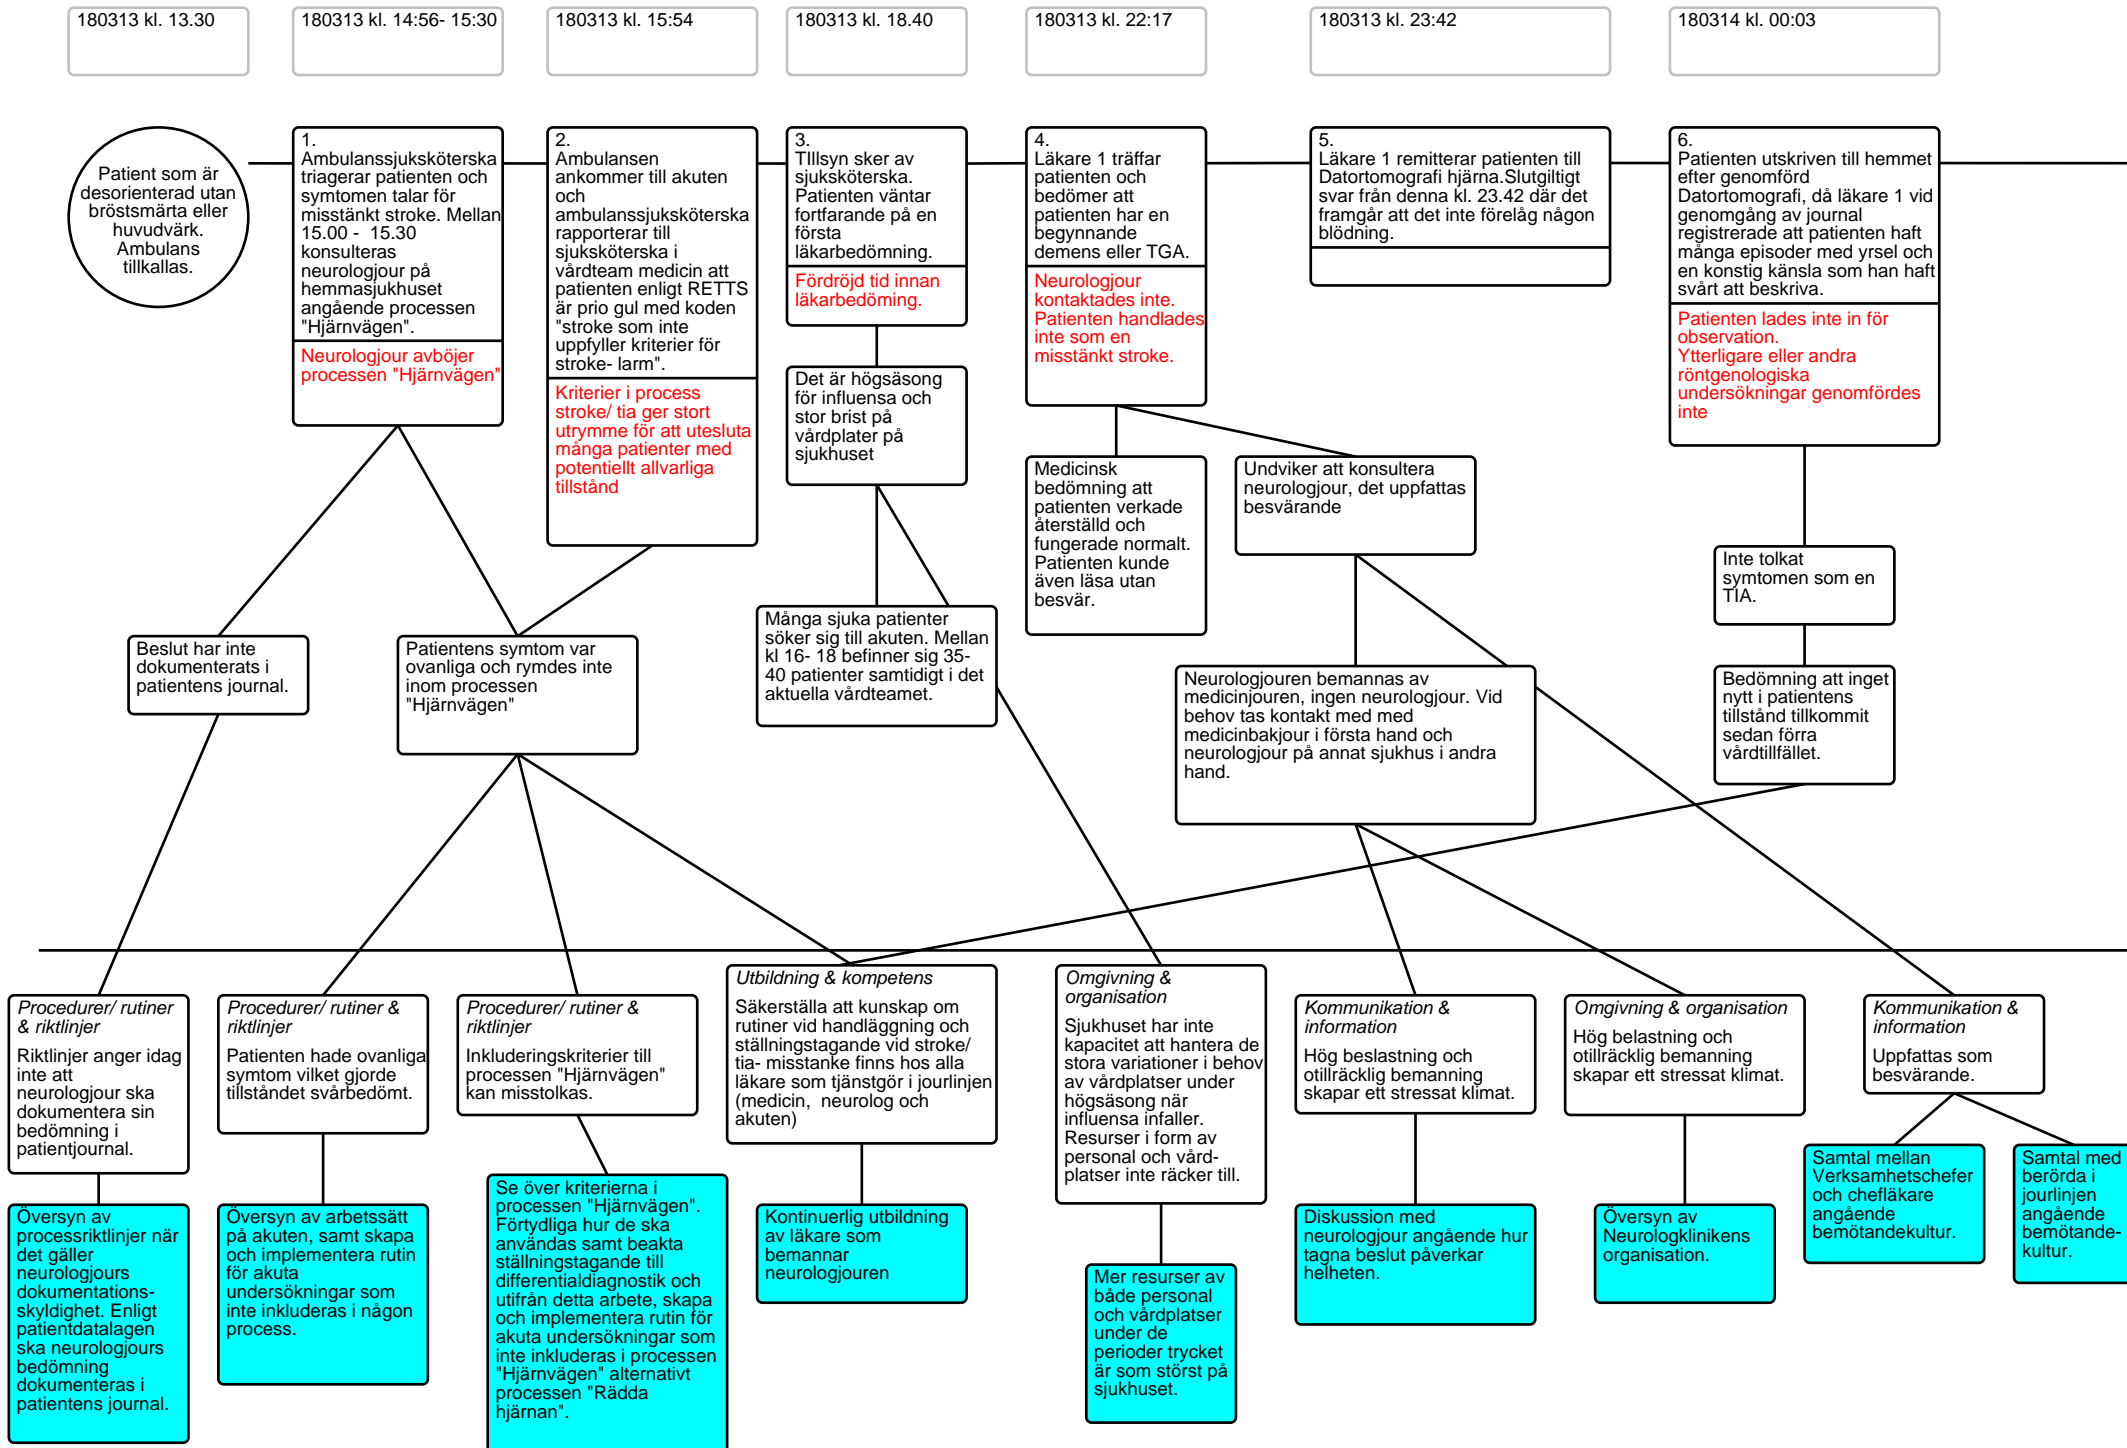 180313 kl. 13.30
180313 kl. 14:56- 15:30
180313 kl. 15:54
180313 kl. 18.40
180313 kl. 22:17
180313 kl. 23:42
180314 kl. 00:03
Patient som är
desorienterad utan
bröstsmärta eller
huvudvärk.
Ambulans
tillkallas.
1.
Ambulanssjuksköterska
triagerar patienten och
symtomen talar för
misstänkt stroke. Mellan
15.00 - 15.30
konsulteras
neurologjour på
hemmasjukhuset
angående processen
"Hjärnvägen".
Neurologjour avböjer
processen "Hjärnvägen"
2.
Ambulansen
ankommer till akuten
och
ambulanssjuksköterska
rapporterar till
sjuksköterska i
vårdteam medicin att
patienten enligt RETTS
är prio gul med koden
"stroke som inte
uppfyller kriterier för
stroke- larm".
Kriterier i process
stroke/ tia ger stort
utrymme för att utesluta
många patienter med
potentiellt allvarliga
tillstånd
3.
TIllsyn sker av
sjuksköterska.
Patienten väntar
fortfarande på en
första
läkarbedömning.
Fördröjd tid innan
läkarbedöming.
4.
Läkare 1 träffar
patienten och
bedömer att
patienten har en
begynnande
demens eller TGA.
Neurologjour
kontaktades inte.
Patienten handlades
inte som en
misstänkt stroke.
5.
Läkare 1 remitterar patienten till
Datortomografi hjärna.Slutgiltigt
svar från denna kl. 23.42 där det
framgår att det inte förelåg någon
blödning.
6.
Patienten utskriven till hemmet
efter genomförd
Datortomografi, då läkare 1 vid
genomgång av journal
registrerade att patienten haft
många episoder med yrsel och
en konstig känsla som han haft
svårt att beskriva.
Patienten lades inte in för
observation.
Ytterligare eller andra
röntgenologiska
undersökningar genomfördes
inte
Det är högsäsong
för influensa och
stor brist på
vårdplater på
sjukhuset
Medicinsk
bedömning att
patienten verkade
återställd och
fungerade normalt.
Patienten kunde
även läsa utan
besvär.
Undviker att konsultera
neurologjour, det uppfattas
besvärande
Inte tolkat
symtomen som en
TIA.
Beslut har inte
dokumenterats i
patientens journal.
Patientens symtom var
ovanliga och rymdes inte
inom processen
"Hjärnvägen"
Många sjuka patienter
söker sig till akuten. Mellan
kl 16- 18 befinner sig 35-
40 patienter samtidigt i det
aktuella vårdteamet.
Neurologjouren bemannas av
medicinjouren, ingen neurologjour. Vid
behov tas kontakt med med
medicinbakjour i första hand och
neurologjour på annat sjukhus i andra
hand.
Bedömning att inget
nytt i patientens
tillstånd tillkommit
sedan förra
vårdtillfället.
Procedurer/ rutiner
& riktlinjer
Riktlinjer anger idag
inte att
neurologjour ska
dokumentera sin
bedömning i
patientjournal.
Procedurer/ rutiner &
riktlinjer
Patienten hade ovanliga
symtom vilket gjorde
tillståndet svårbedömt.
Procedurer/ rutiner &
riktlinjer
Inkluderingskriterier till
processen "Hjärnvägen"
kan misstolkas.
Utbildning & kompetens
Säkerställa att kunskap om
rutiner vid handläggning och
ställningstagande vid stroke/
tia- misstanke finns hos alla
läkare som tjänstgör i jourlinjen
(medicin, neurolog och
akuten)
Omgivning &
organisation
Sjukhuset har inte
kapacitet att hantera de
stora variationer i behov
av vårdplatser under
högsäsong när
influensa infaller.
Resurser i form av
personal och vård-
platser inte räcker till.
Kommunikation &
information
Hög beslastning och
otillräcklig bemanning
skapar ett stressat klimat.
Omgivning & organisation
Hög belastning och
otillräcklig bemanning
skapar ett stressat klimat.
Kommunikation &
information
Uppfattas som
besvärande.
Översyn av
processriktlinjer när
det gäller
neurologjours
dokumentations-
skyldighet. Enligt
patientdatalagen
ska neurologjours
bedömning
dokumenteras i
patientens journal.
Översyn av arbetssätt
på akuten, samt skapa
och implementera rutin
för akuta
undersökningar som
inte inkluderas i någon
process.
Se över kriterierna i
processen "Hjärnvägen".
Förtydliga hur de ska
användas samt beakta
ställningstagande till
differentialdiagnostik och
utifrån detta arbete, skapa
och implementera rutin för
akuta undersökningar som
inte inkluderas i processen
"Hjärnvägen" alternativt
processen "Rädda
hjärnan".
Kontinuerlig utbildning
av läkare som
bemannar
neurologjouren
Mer resurser av
både personal
och vårdplatser
under de
perioder trycket
är som störst på
sjukhuset.
Diskussion med
neurologjour angående hur
tagna beslut påverkar
helheten.
Översyn av
Neurologklinikens
organisation.
Samtal mellan
Verksamhetschefer
och chefläkare
angående
bemötandekultur.
Samtal med
berörda i
jourlinjen
angående
bemötande-
kultur.